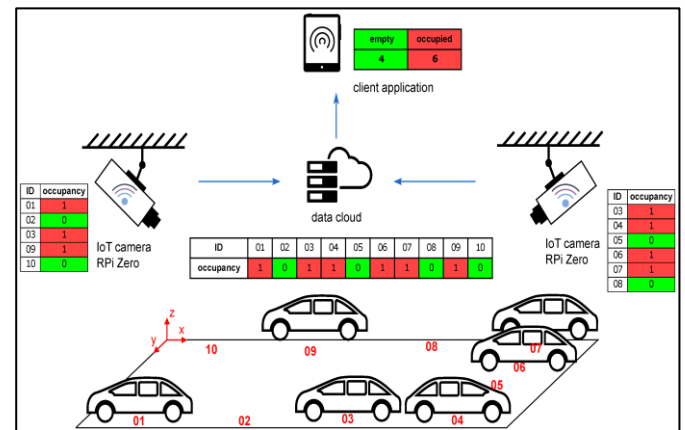 empty occupied
4 6
client application
ID occupancy
01 1
02 0
03 1
09 1
10 0
IoT camera
RPi Zero
data cloud
ID 01 02 03 04 05 06 07 08 09 10
occupancy 1 0 1 1 0 1 1 0 1 0
IoT camera
RPi Zero
ID occupancy
03 1
04 1
05 0
06 1
07 1
08 0
z
y x
10 09 08 07
06
05
01 02 03 04